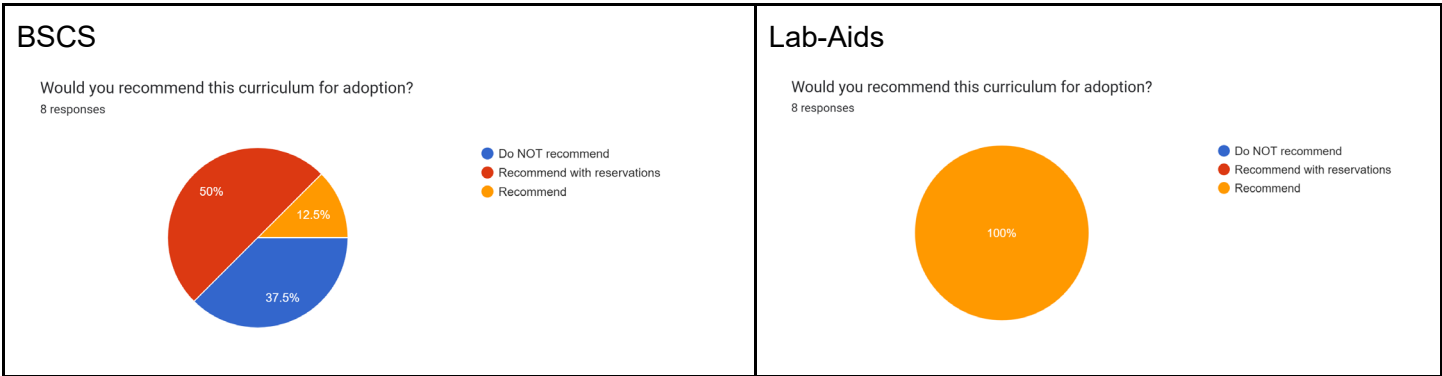 BSCS
Would you recommend this curriculum for adoption?
8 responses
Do NOT recommend
Recommend with reservations
Recommend
50%
12.5%
37.5%
Lab-Aids
Would you recommend this curriculum for adoption?
8 responses
Do NOT recommend
Recommend with reservations
Recommend
100%